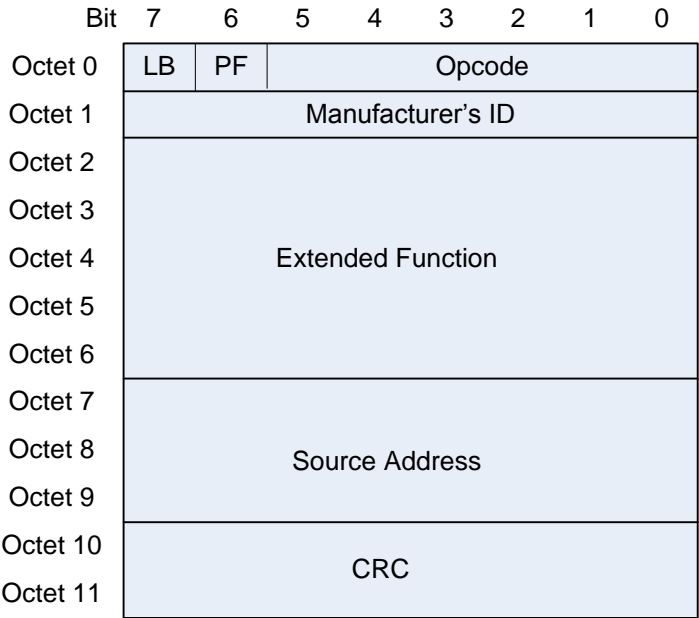 Bit 7 6 5 4 3 2 1 0
Octet 0 LB PF Opcode
Octet 1 Manufacturer’s ID
Octet 2
Octet 3
Octet 4 Extended Function
Octet 5
Octet 6
Octet 7
Octet 8
Source Address
Octet 9
Octet 10
CRC
Octet 11